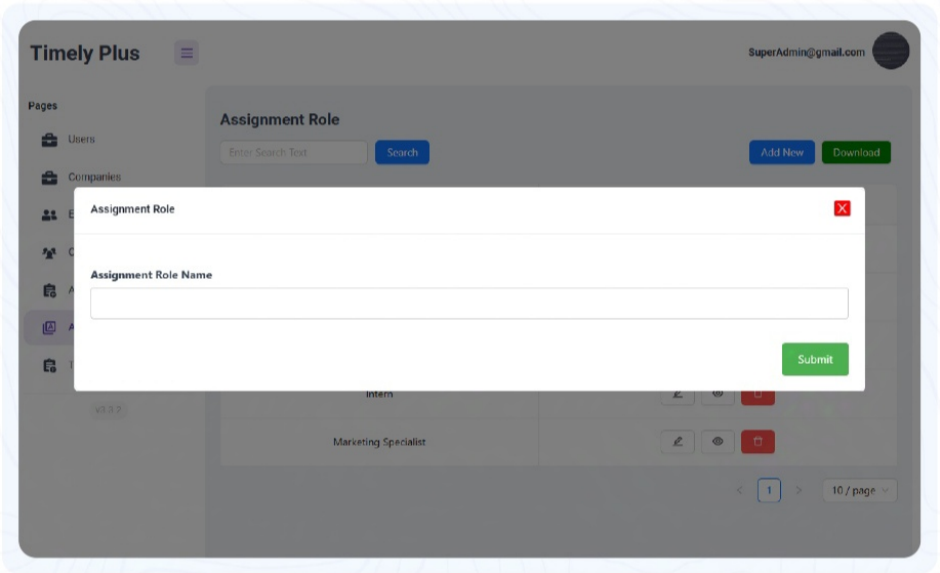 Timely Plus
SuperAdmin@gmail.com
Pages
Users
Companies
Assignment Role
Enter Search Text
Search
Add New
Download
Assignment Role
X
Assignment Role Name
Submit
Intern
Marketing Specialist
< 1 >
10 / page